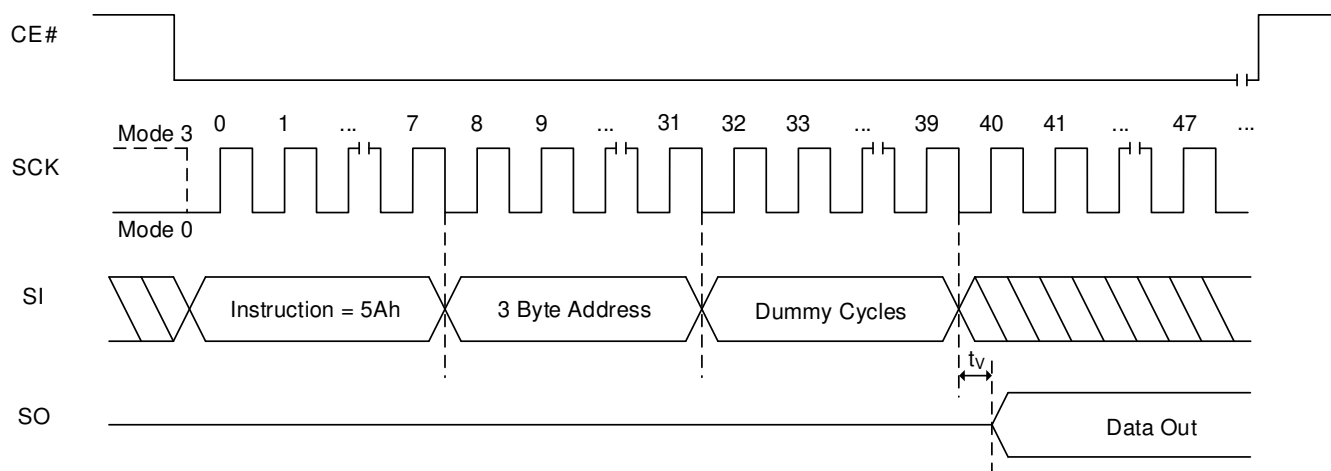 CE#
0 1 ... 7 8 9 ... 31 32 33 ... 39 40 41 ... 47 ...
Mode 3
SCK
Mode 0
SI
Instruction = 5Ah
3 Byte Address
Dummy Cycles
tV
SO
Data Out